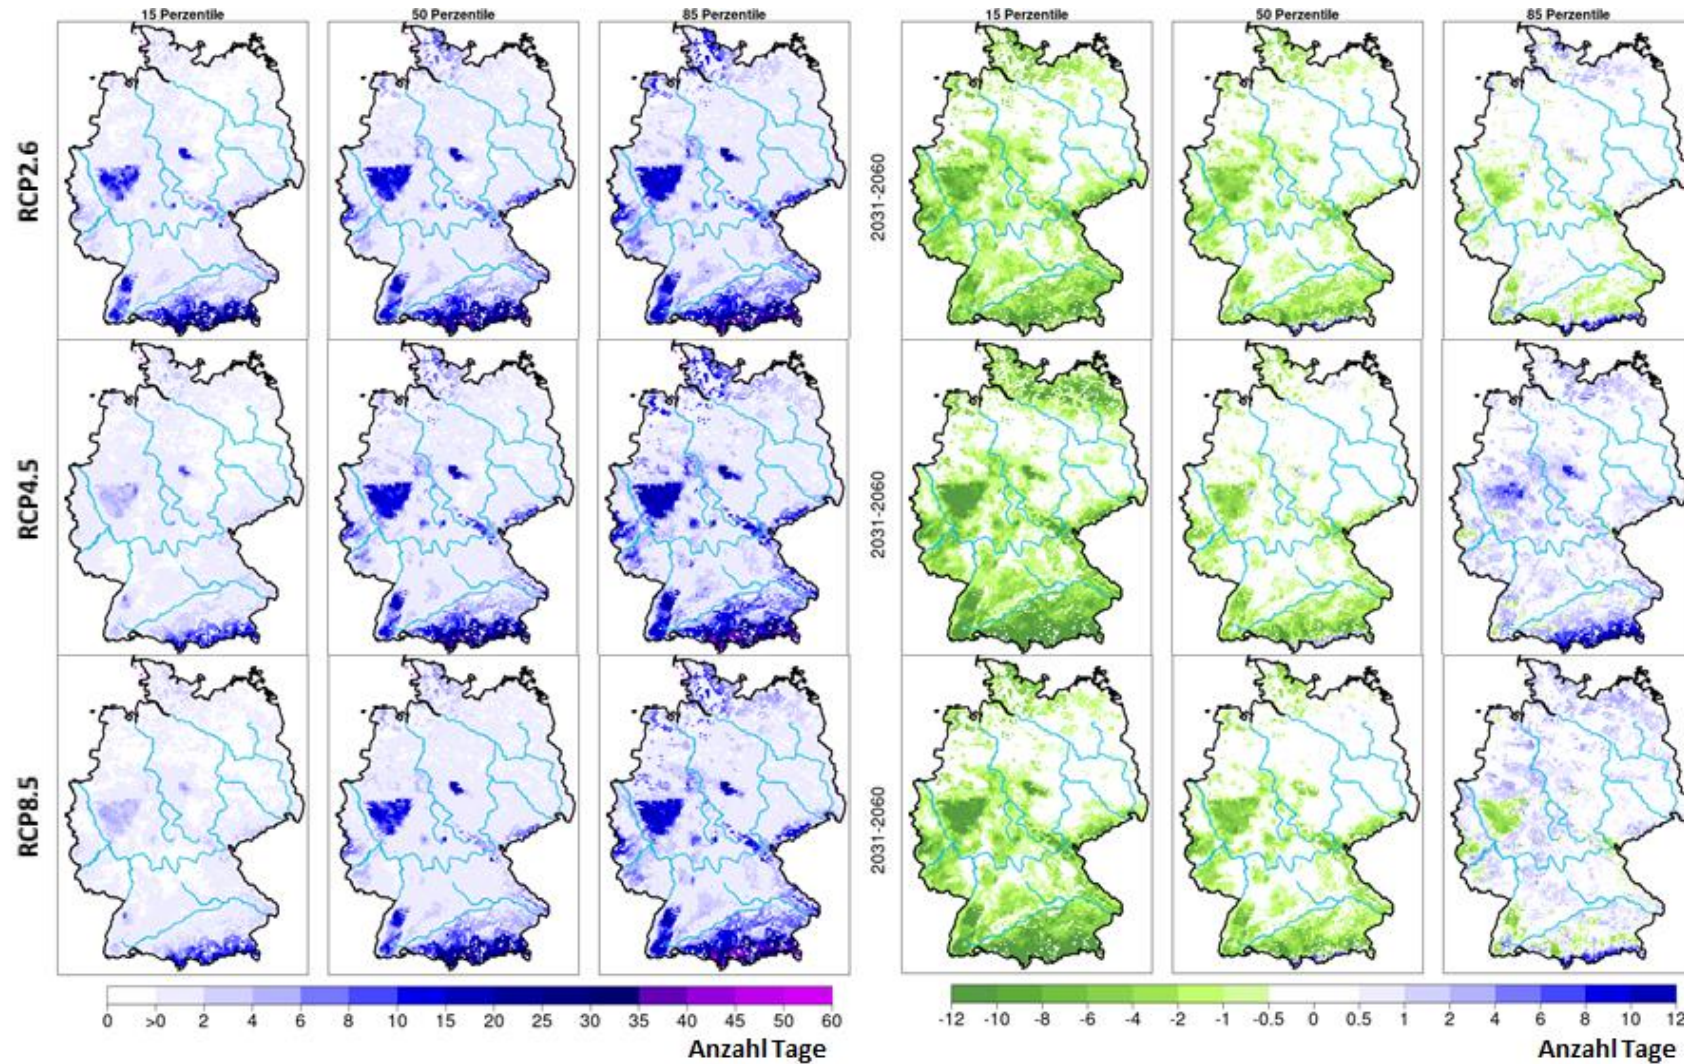 15 Perzentile 50 Perzentile 85 Perzentile 15 Perzentile 50 Perzentile 85 Perzentile
RCP2.6
2031-2060
RCP4.5
2031-2060
RCP8.5
2031-2060
0 >0 2 4 6 8 10 15 20 25 30 35 40 45 50 60
-12 -10 -8 -6 -4 -2 -1 -0.5 0 0.5 1 2 4 6 8 10 12
Anzahl Tage
Anzahl Tage